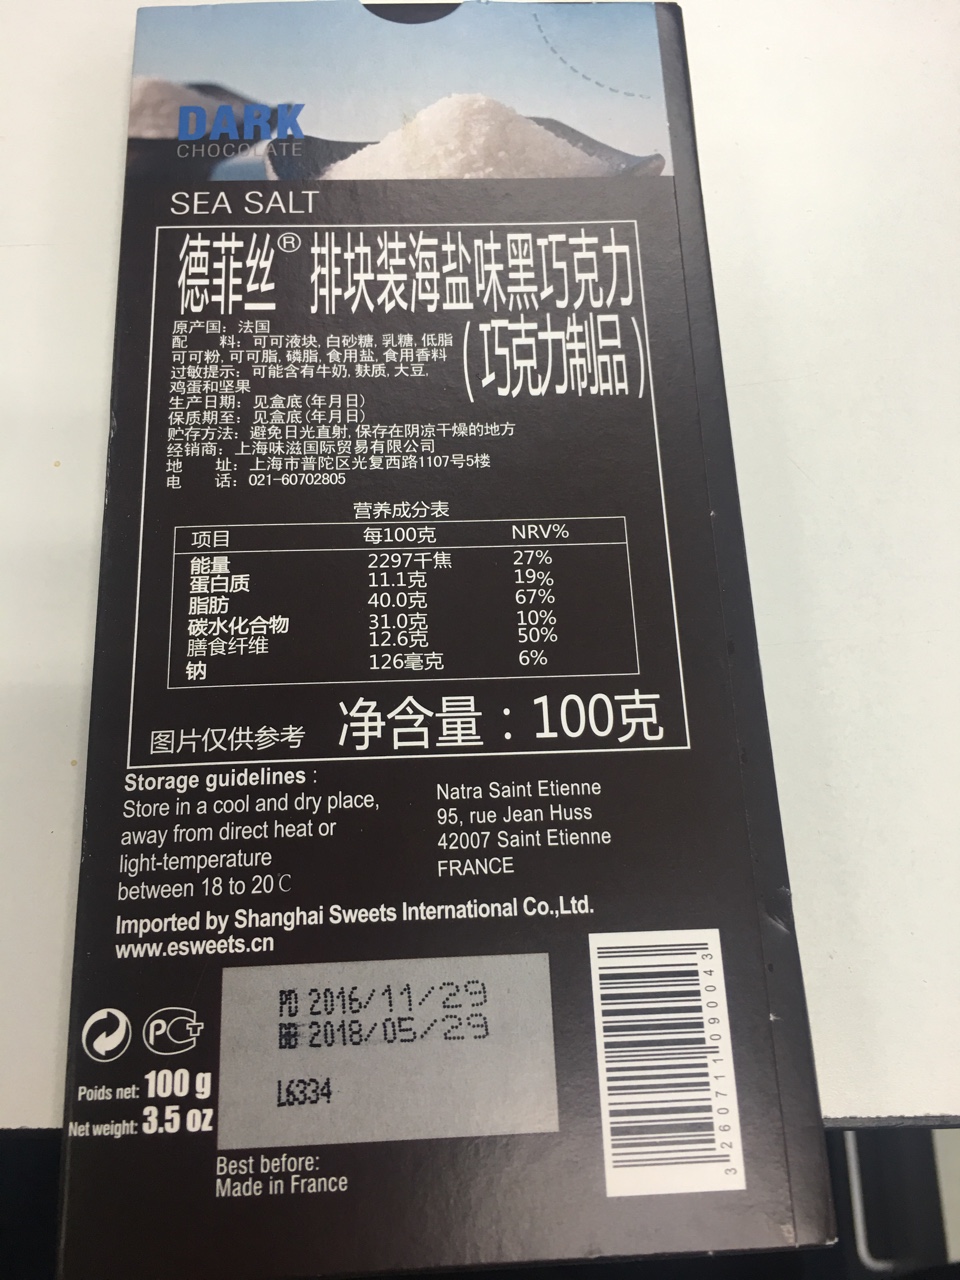 DARK
CHOCOLATE
SEA SALT
德菲丝® 排块装海盐味黑巧克力
(巧克力制品)
原产国: 法国
配 料: 可可液块, 白砂糖, 乳糖, 低脂
可可粉, 可可脂, 磷脂, 食用盐, 食用香料
过敏提示: 可能含有牛奶, 麸质, 大豆,
鸡蛋和坚果
生产日期: 见盒底(年月日)
保质期至: 见盒底(年月日)
贮存方法: 避免日光直射, 保存在阴凉干燥的地方
经销商: 上海味滋国际贸易有限公司
地 址: 上海市普陀区光复西路1107号5楼
电 话: 021-60702805
营养成分表
项目 每100克 NRV%
能量 2297千焦 27%
蛋白质 11.1克 19%
脂肪 40.0克 67%
碳水化合物 31.0克 10%
膳食纤维 12.6克 50%
钠 126毫克 6%
图片仅供参考 净含量：100克
Storage guidelines :
Store in a cool and dry place,
away from direct heat or
light-temperature
between 18 to 20℃
Natra Saint Etienne
95, rue Jean Huss
42007 Saint Etienne
FRANCE
Imported by Shanghai Sweets International Co.,Ltd.
www.esweets.cn
PD 2016/11/29
BB 2018/05/29
L6334
PCT
Poids net: 100 g
Net weight: 3.5 oz
Best before:
Made in France
3260711090043